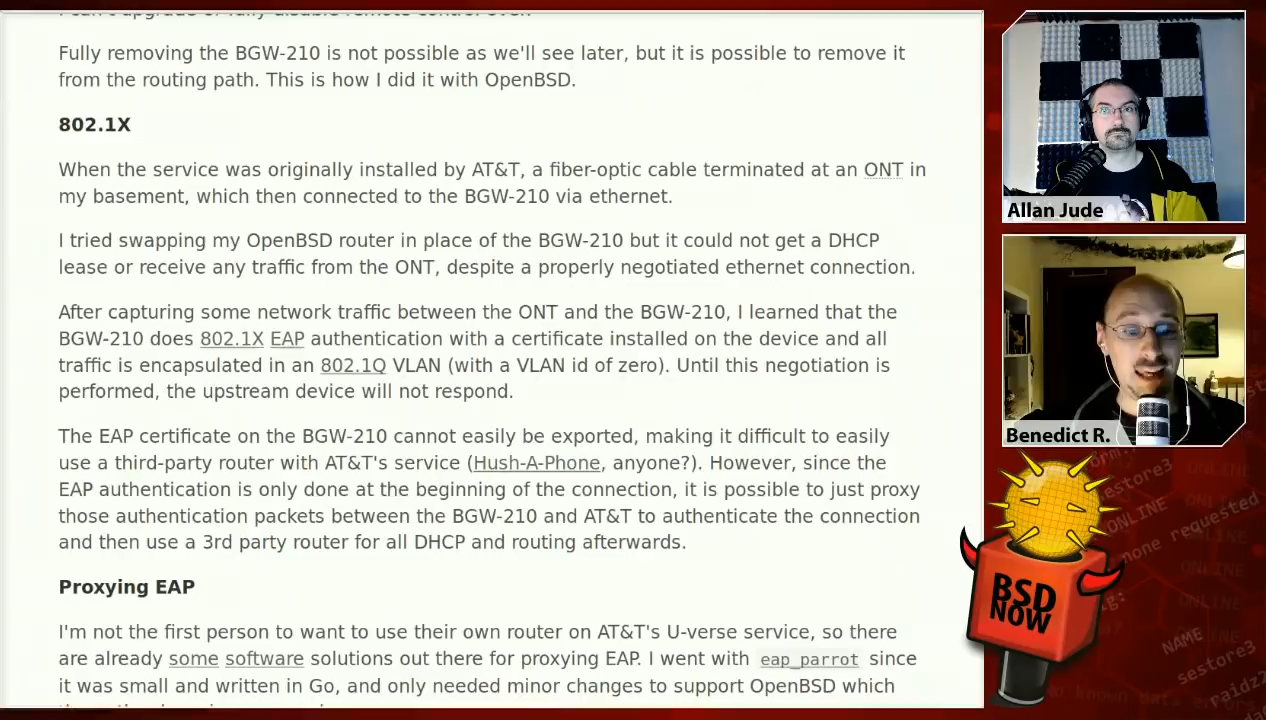 Fully removing the BGW-210 is not possible as we'll see later, but it is possible to remove it
from the routing path. This is how I did it with OpenBSD.
802.1X
When the service was originally installed by AT&T, a fiber-optic cable terminated at an ONT in
my basement, which then connected to the BGW-210 via ethernet.
I tried swapping my OpenBSD router in place of the BGW-210 but it could not get a DHCP
lease or receive any traffic from the ONT, despite a properly negotiated ethernet connection.
After capturing some network traffic between the ONT and the BGW-210, I learned that the
BGW-210 does 802.1X EAP authentication with a certificate installed on the device and all
traffic is encapsulated in an 802.1Q VLAN (with a VLAN id of zero). Until this negotiation is
performed, the upstream device will not respond.
The EAP certificate on the BGW-210 cannot easily be exported, making it difficult to easily
use a third-party router with AT&T's service (Hush-A-Phone, anyone?). However, since the
EAP authentication is only done at the beginning of the connection, it is possible to just proxy
those authentication packets between the BGW-210 and AT&T to authenticate the connection
and then use a 3rd party router for all DHCP and routing afterwards.
Proxying EAP
I'm not the first person to want to use their own router on AT&T's U-verse service, so there
are already some software solutions out there for proxying EAP. I went with eap_parrot since
it was small and written in Go, and only needed minor changes to support OpenBSD which
Allan Jude
Benedict R.
BSD
NOW